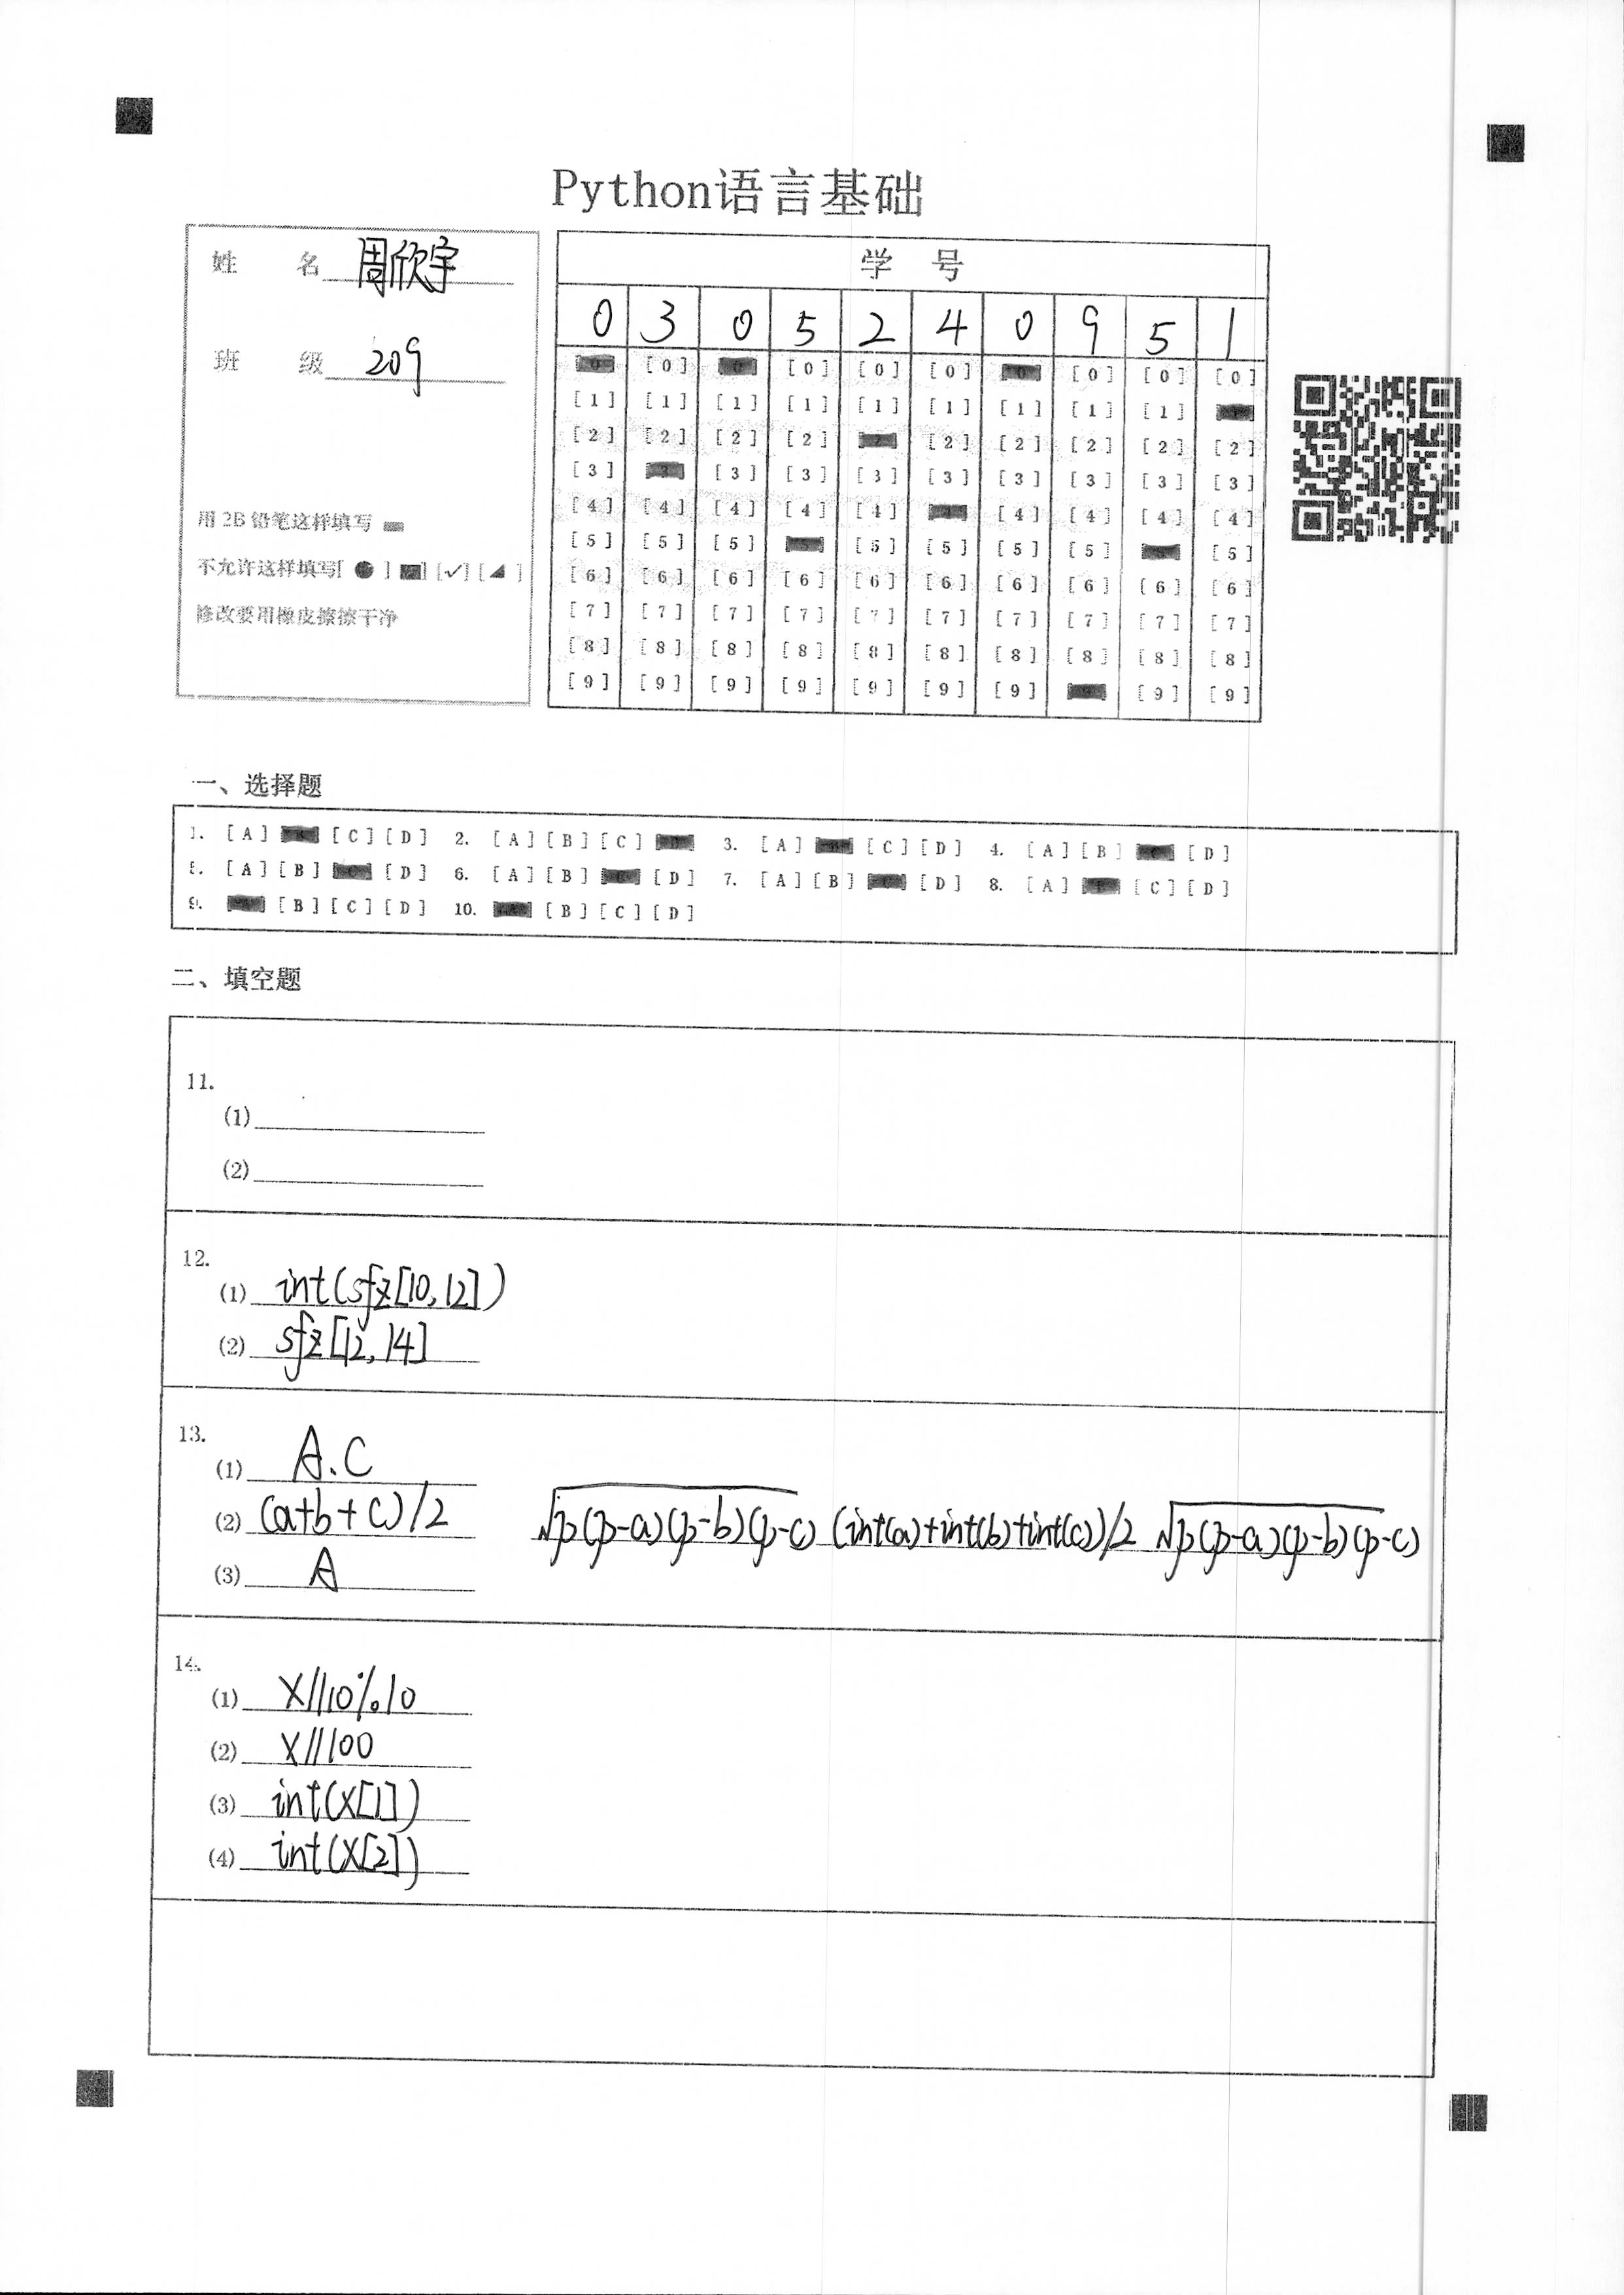 Python语言基础
姓 名 周欣宇
班 级 209
用 2B 铅笔这样填写
不允许这样填写[ ● ] [■] [✓] [◢ ]
修改要用橡皮擦擦干净
学 号
0 3 0 5 2 4 0 9 5 1
[0] [0] [0] [0] [0] [0] [0] [0] [0] [0]
[1] [1] [1] [1] [1] [1] [1] [1] [1] [1]
[2] [2] [2] [2] [2] [2] [2] [2] [2] [2]
[3] [3] [3] [3] [3] [3] [3] [3] [3] [3]
[4] [4] [4] [4] [4] [4] [4] [4] [4] [4]
[5] [5] [5] [5] [5] [5] [5] [5] [5] [5]
[6] [6] [6] [6] [6] [6] [6] [6] [6] [6]
[7] [7] [7] [7] [7] [7] [7] [7] [7] [7]
[8] [8] [8] [8] [8] [8] [8] [8] [8] [8]
[9] [9] [9] [9] [9] [9] [9] [9] [9] [9]
一、选择题
1. [A] [B] [C] [D] 2. [A] [B] [C] [D] 3. [A] [B] [C] [D] 4. [A] [B] [C] [D]
5. [A] [B] [C] [D] 6. [A] [B] [C] [D] 7. [A] [B] [C] [D] 8. [A] [B] [C] [D]
9. [A] [B] [C] [D] 10. [A] [B] [C] [D]
二、填空题
11.
(1)
(2)
12.
(1) int(sfz[10,12])
(2) sfz[12,14]
13.
(1) A.C
(2) (a+b+c)/2 √p(p-a)(p-b)(p-c) (int(a)+int(b)+int(c))/2 √p(p-a)(p-b)(p-c)
(3) A
14.
(1) x//10%10
(2) x//100
(3) int(x[1])
(4) int(x[2])